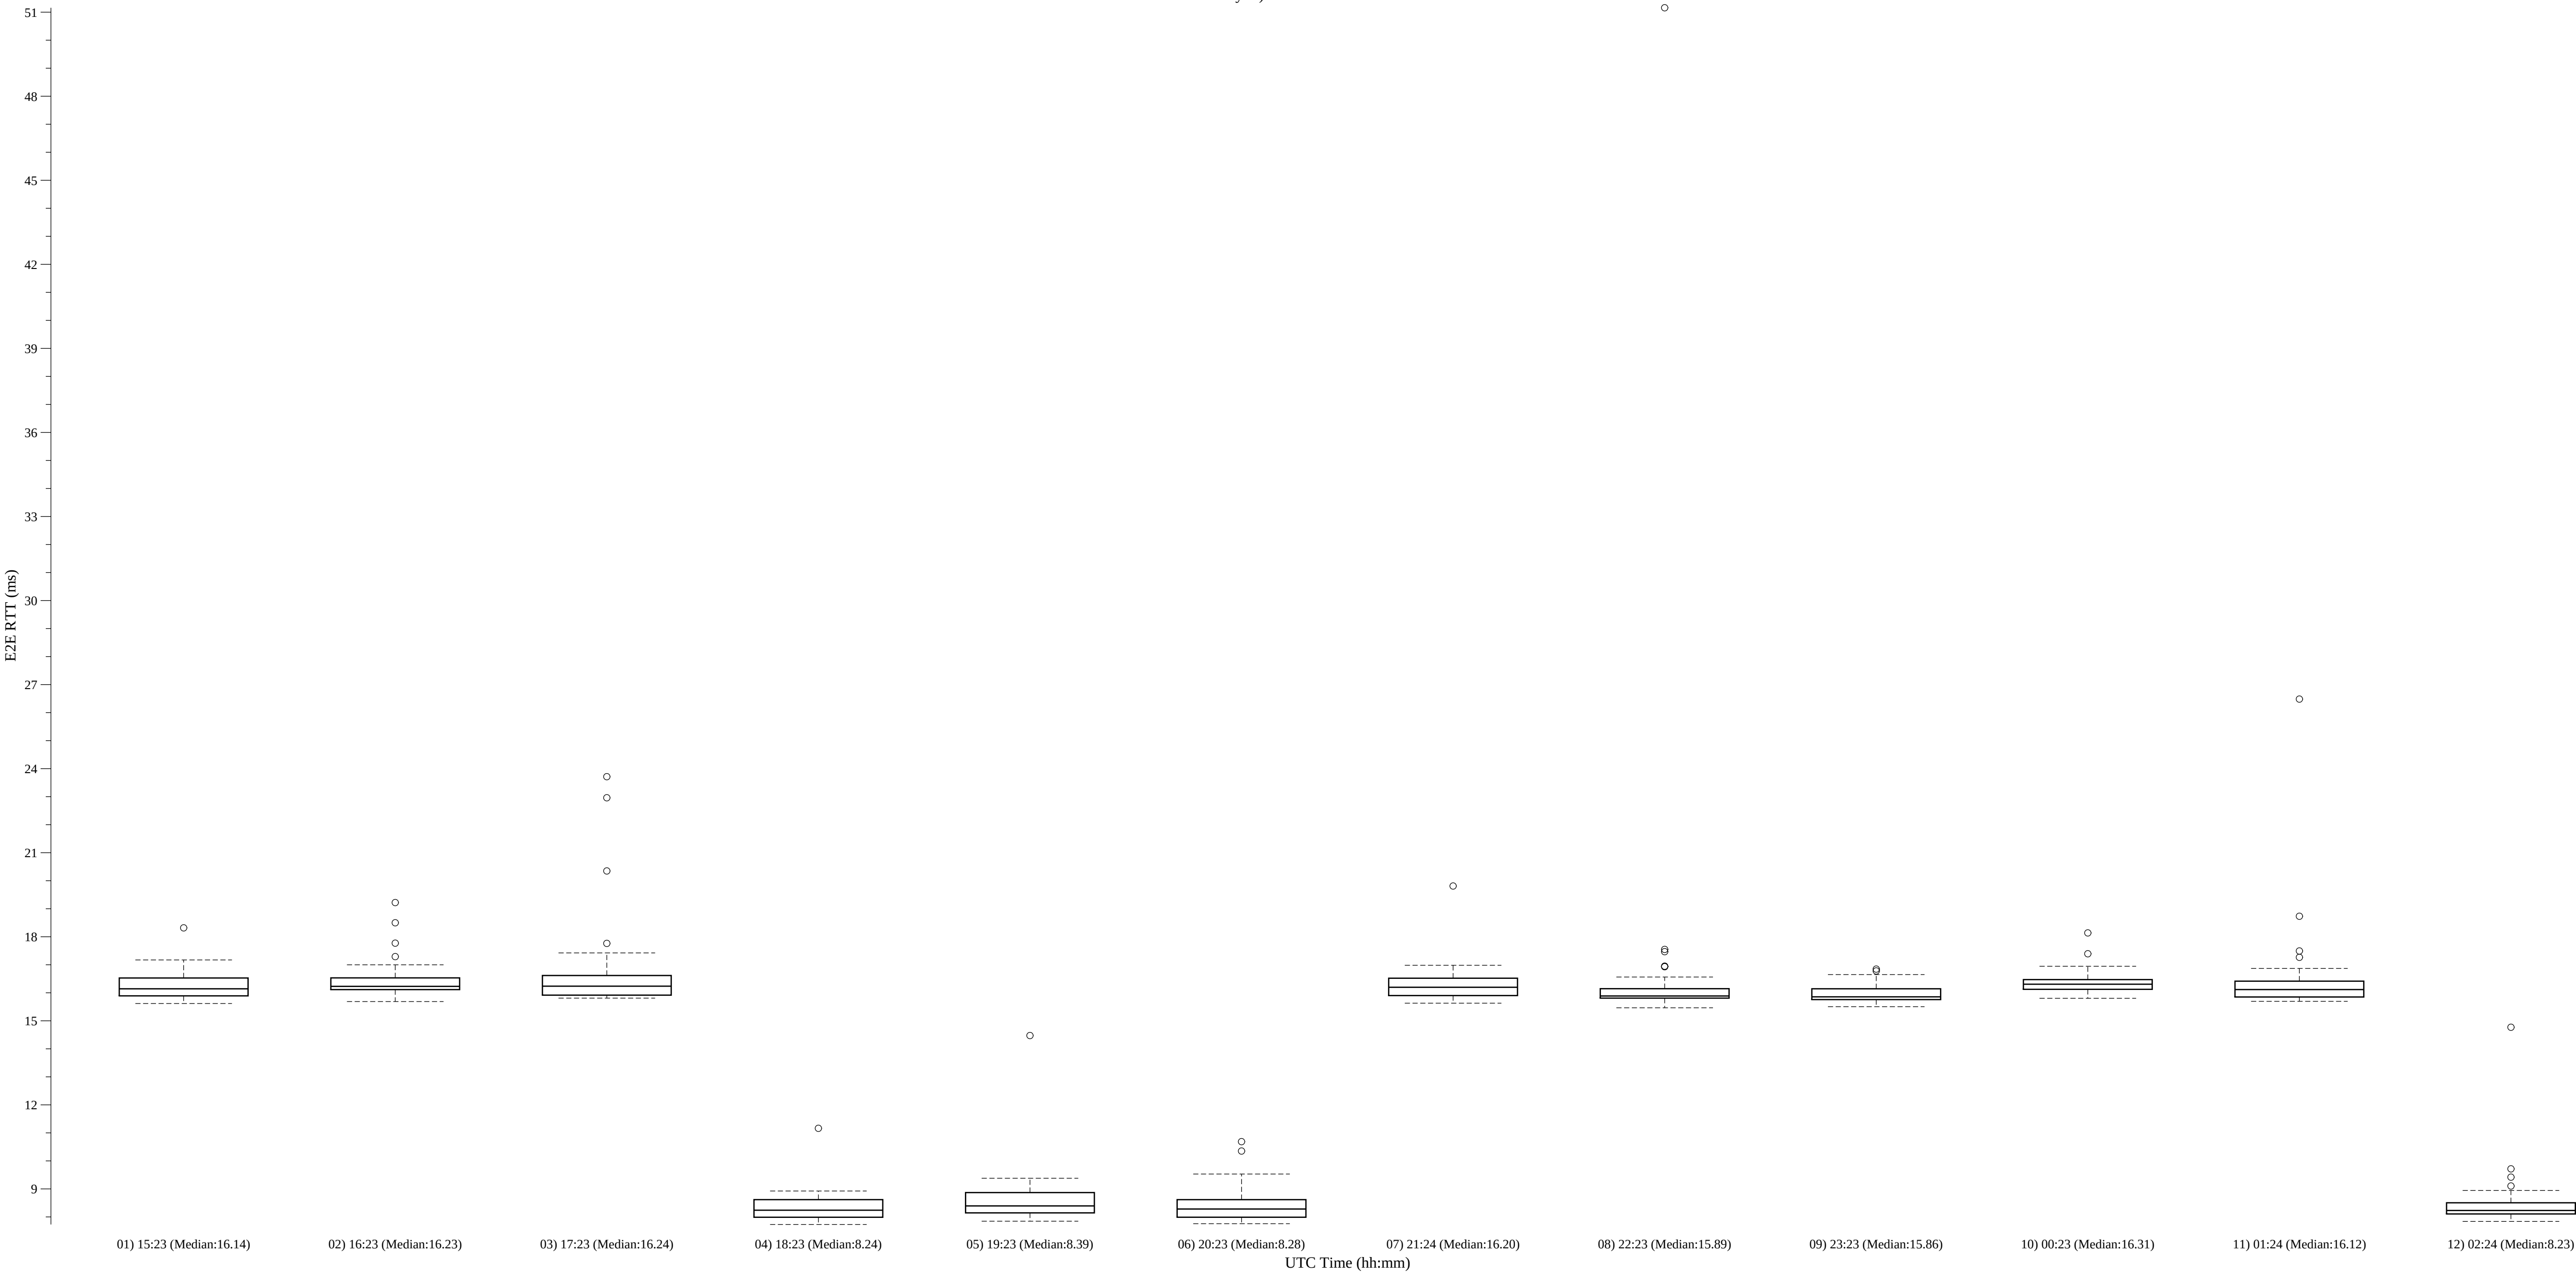 51
48
45
42
39
36
33
30
27
24
21
18
15
12
9
E2E RTT (ms)
01) 15:23 (Median:16.14)
02) 16:23 (Median:16.23)
03) 17:23 (Median:16.24)
04) 18:23 (Median:8.24)
05) 19:23 (Median:8.39)
06) 20:23 (Median:8.28)
07) 21:24 (Median:16.20)
08) 22:23 (Median:15.89)
09) 23:23 (Median:15.86)
10) 00:23 (Median:16.31)
11) 01:24 (Median:16.12)
12) 02:24 (Median:8.23)
UTC Time (hh:mm)